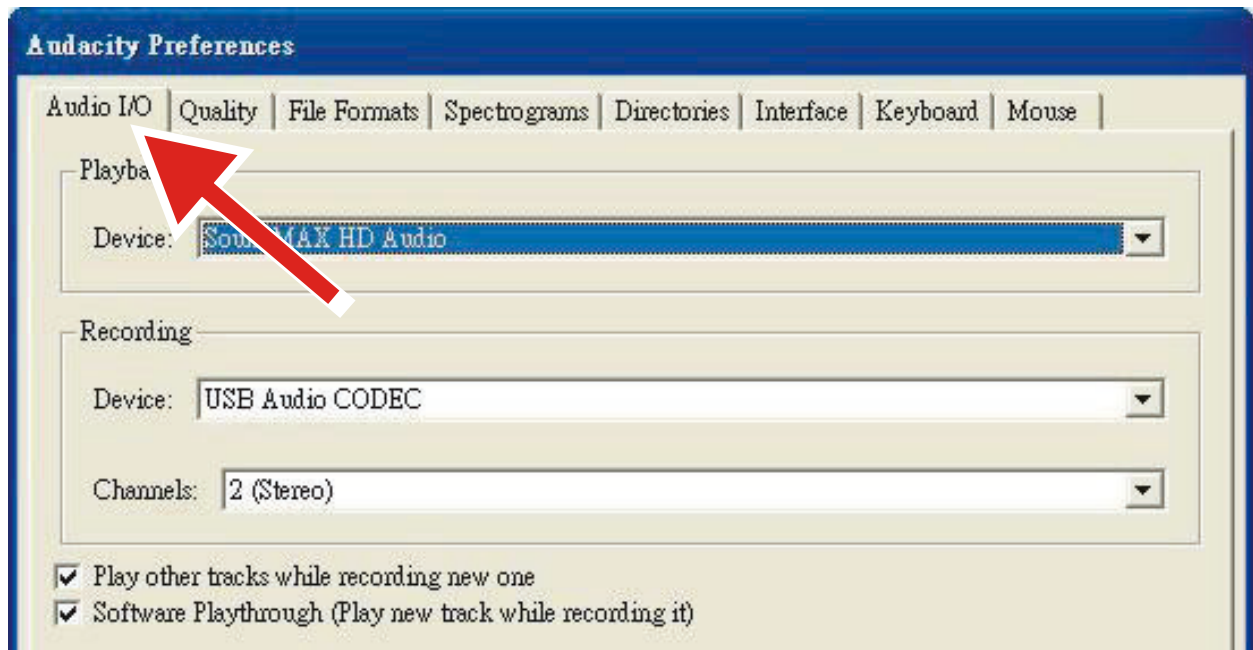 Audacity Preferences
Audio I/O Quality File Formats Spectrograms Directories Interface Keyboard Mouse
Device: MAX HD Audio
Recording
Device: USB Audio CODEC
Channels: 2 (Stereo)
Play other tracks while recording new one
Software Playthrough (Play new track while recording it)